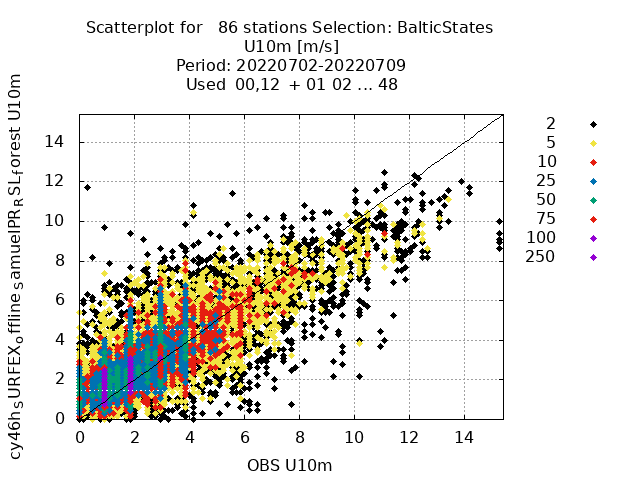 Scatterplot for 86 stations Selection: BalticStates
U10m [m/s]
Period: 20220702-20220709
Used 00,12 + 01 02 ... 48
cy46h_SURFEX_offline_samuelPR_RSL_forest U10m
14
12
10
8
6
4
2
0
0 2 4 6 8 10 12 14
OBS U10m
2
5
10
25
50
75
100
250